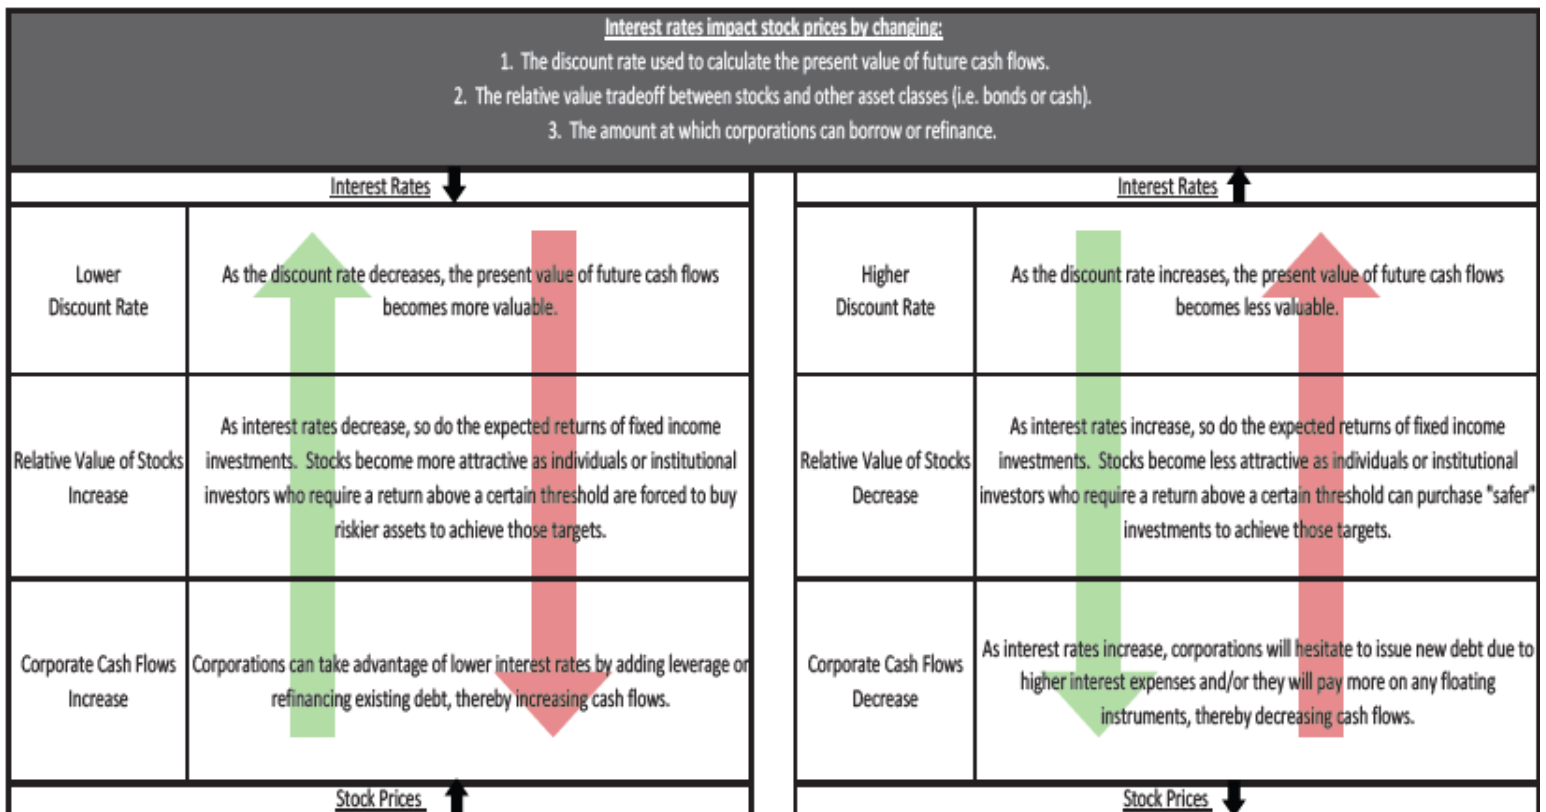 Interest rates impact stock prices by changing:
1. The discount rate used to calculate the present value of future cash flows.
2. The relative value tradeoff between stocks and other asset classes (i.e. bonds or cash).
3. The amount at which corporations can borrow or refinance.
Interest Rates
Lower
Discount Rate
As the discount rate decreases, the present value of future cash flows
becomes more valuable.
Relative Value of Stocks
Increase
As interest rates decrease, so do the expected returns of fixed income
investments. Stocks become more attractive as individuals or institutional
investors who require a return above a certain threshold are forced to buy
riskier assets to achieve those targets.
Corporate Cash Flows
Increase
Corporations can take advantage of lower interest rates by adding leverage or
refinancing existing debt, thereby increasing cash flows.
Stock Prices
Interest Rates
Higher
Discount Rate
As the discount rate increases, the present value of future cash flows
becomes less valuable.
Relative Value of Stocks
Decrease
As interest rates increase, so do the expected returns of fixed income
investments. Stocks become less attractive as individuals or institutional
investors who require a return above a certain threshold can purchase "safer"
investments to achieve those targets.
Corporate Cash Flows
Decrease
As interest rates increase, corporations will hesitate to issue new debt due to
higher interest expenses and/or they will pay more on any floating
instruments, thereby decreasing cash flows.
Stock Prices